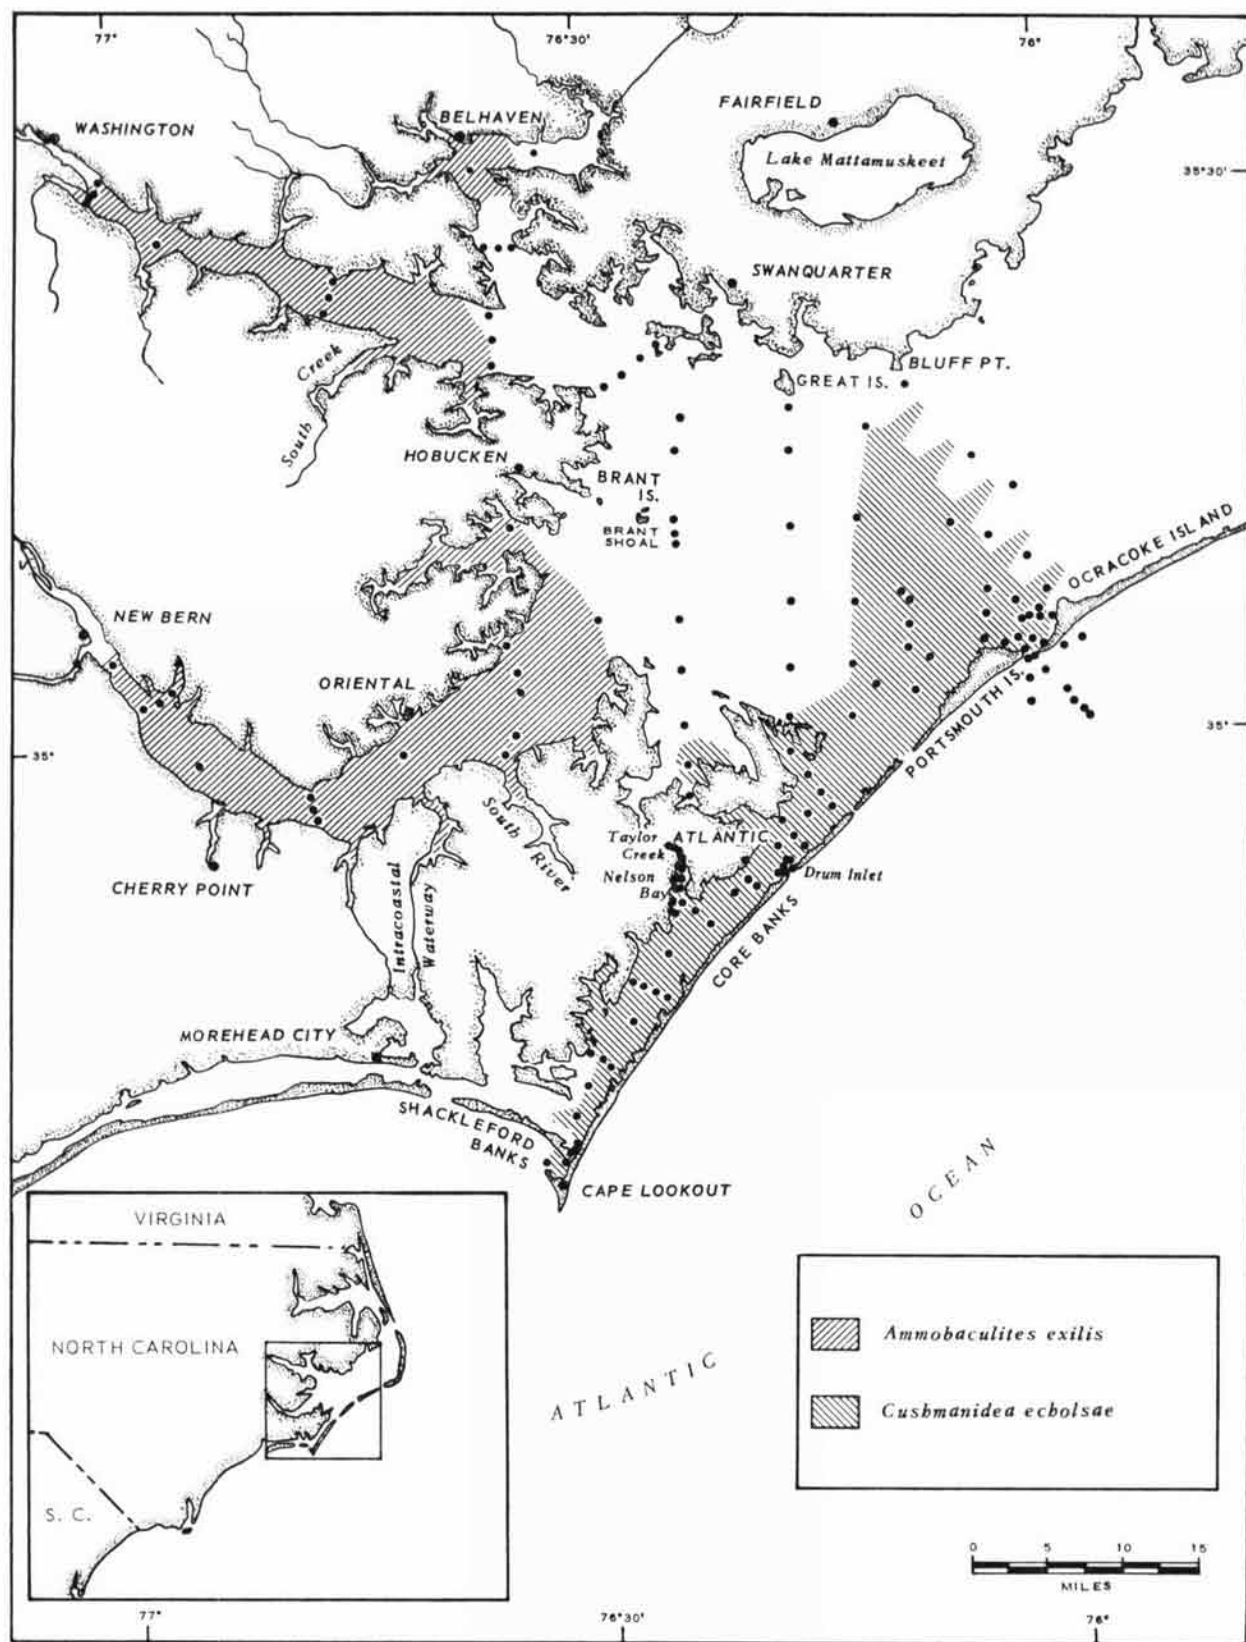 77°
76°30'
76°
WASHINGTON
BELHAVEN
FAIRFIELD
Lake Mattamuskeet
35°30'
SWANQUARTER
South Creek
BLUFF PT.
GREAT IS.
HOBUCKEN
BRANT
IS.
BRANT
SHOAL
OCRACOKE ISLAND
NEW BERN
ORIENTAL
PORTSMOUTH IS.
35°
35°
South River
Taylor
Creek
ATLANTIC
Nelson
Bay
Drum Inlet
CHERRY POINT
Intracoastal
Waterway
CORE BANKS
MOREHEAD CITY
SHACKLEFORD
BANKS
CAPE LOOKOUT
ATLANTIC OCEAN
VIRGINIA
NORTH CAROLINA
S. C.
Ammobaculites exilis
Cushmanidea echolsae
0 5 10 15
MILES
77°
76°30'
76°